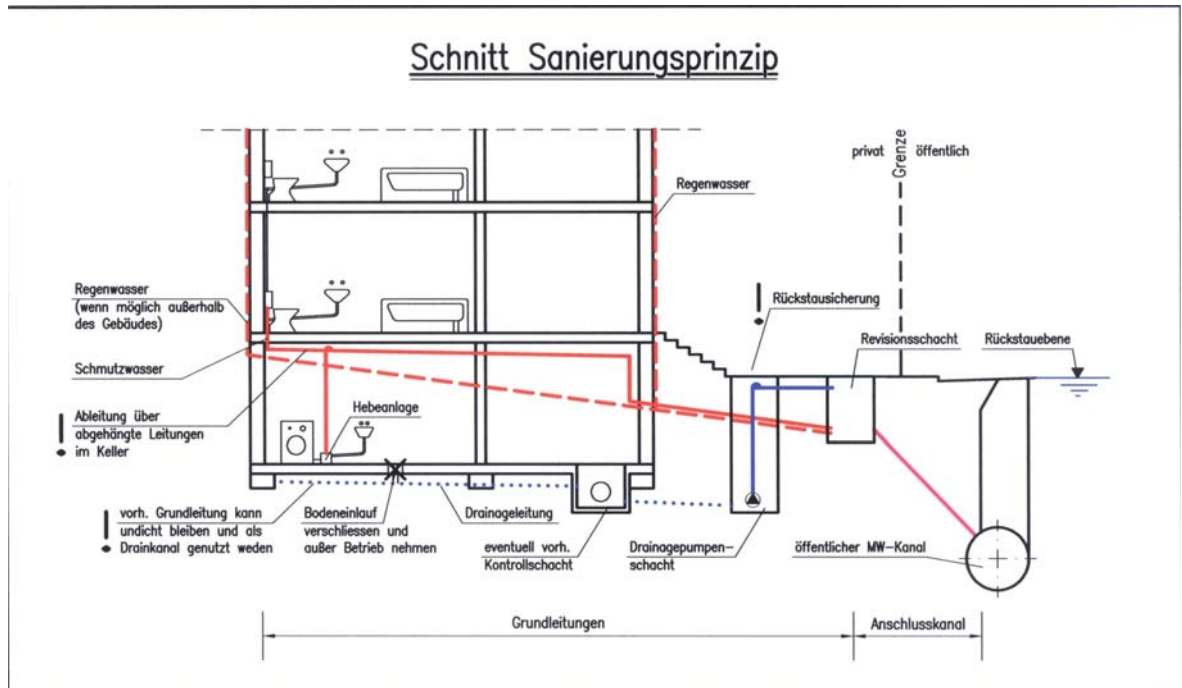 Schnitt Sanierungsprinzip
privat
Grenze
öffentlich
Regenwasser
Regenwasser
(wenn möglich außerhalb
des Gebäudes)
Rückstausicherung
Revisionsschacht
Rückstauebene
Schmutzwasser
Ableitung über
abgehängte Leitungen
im Keller
Hebeanlage
vorh. Grundleitung kann
undicht bleiben und als
Drainkanal genutzt weden
Bodeneinlauf
verschliessen und
außer Betrieb nehmen
Drainageleitung
eventuell vorh.
Kontrollschacht
Drainagepumpen-
schacht
öffentlicher MW-Kanal
Grundleitungen
Anschlusskanal